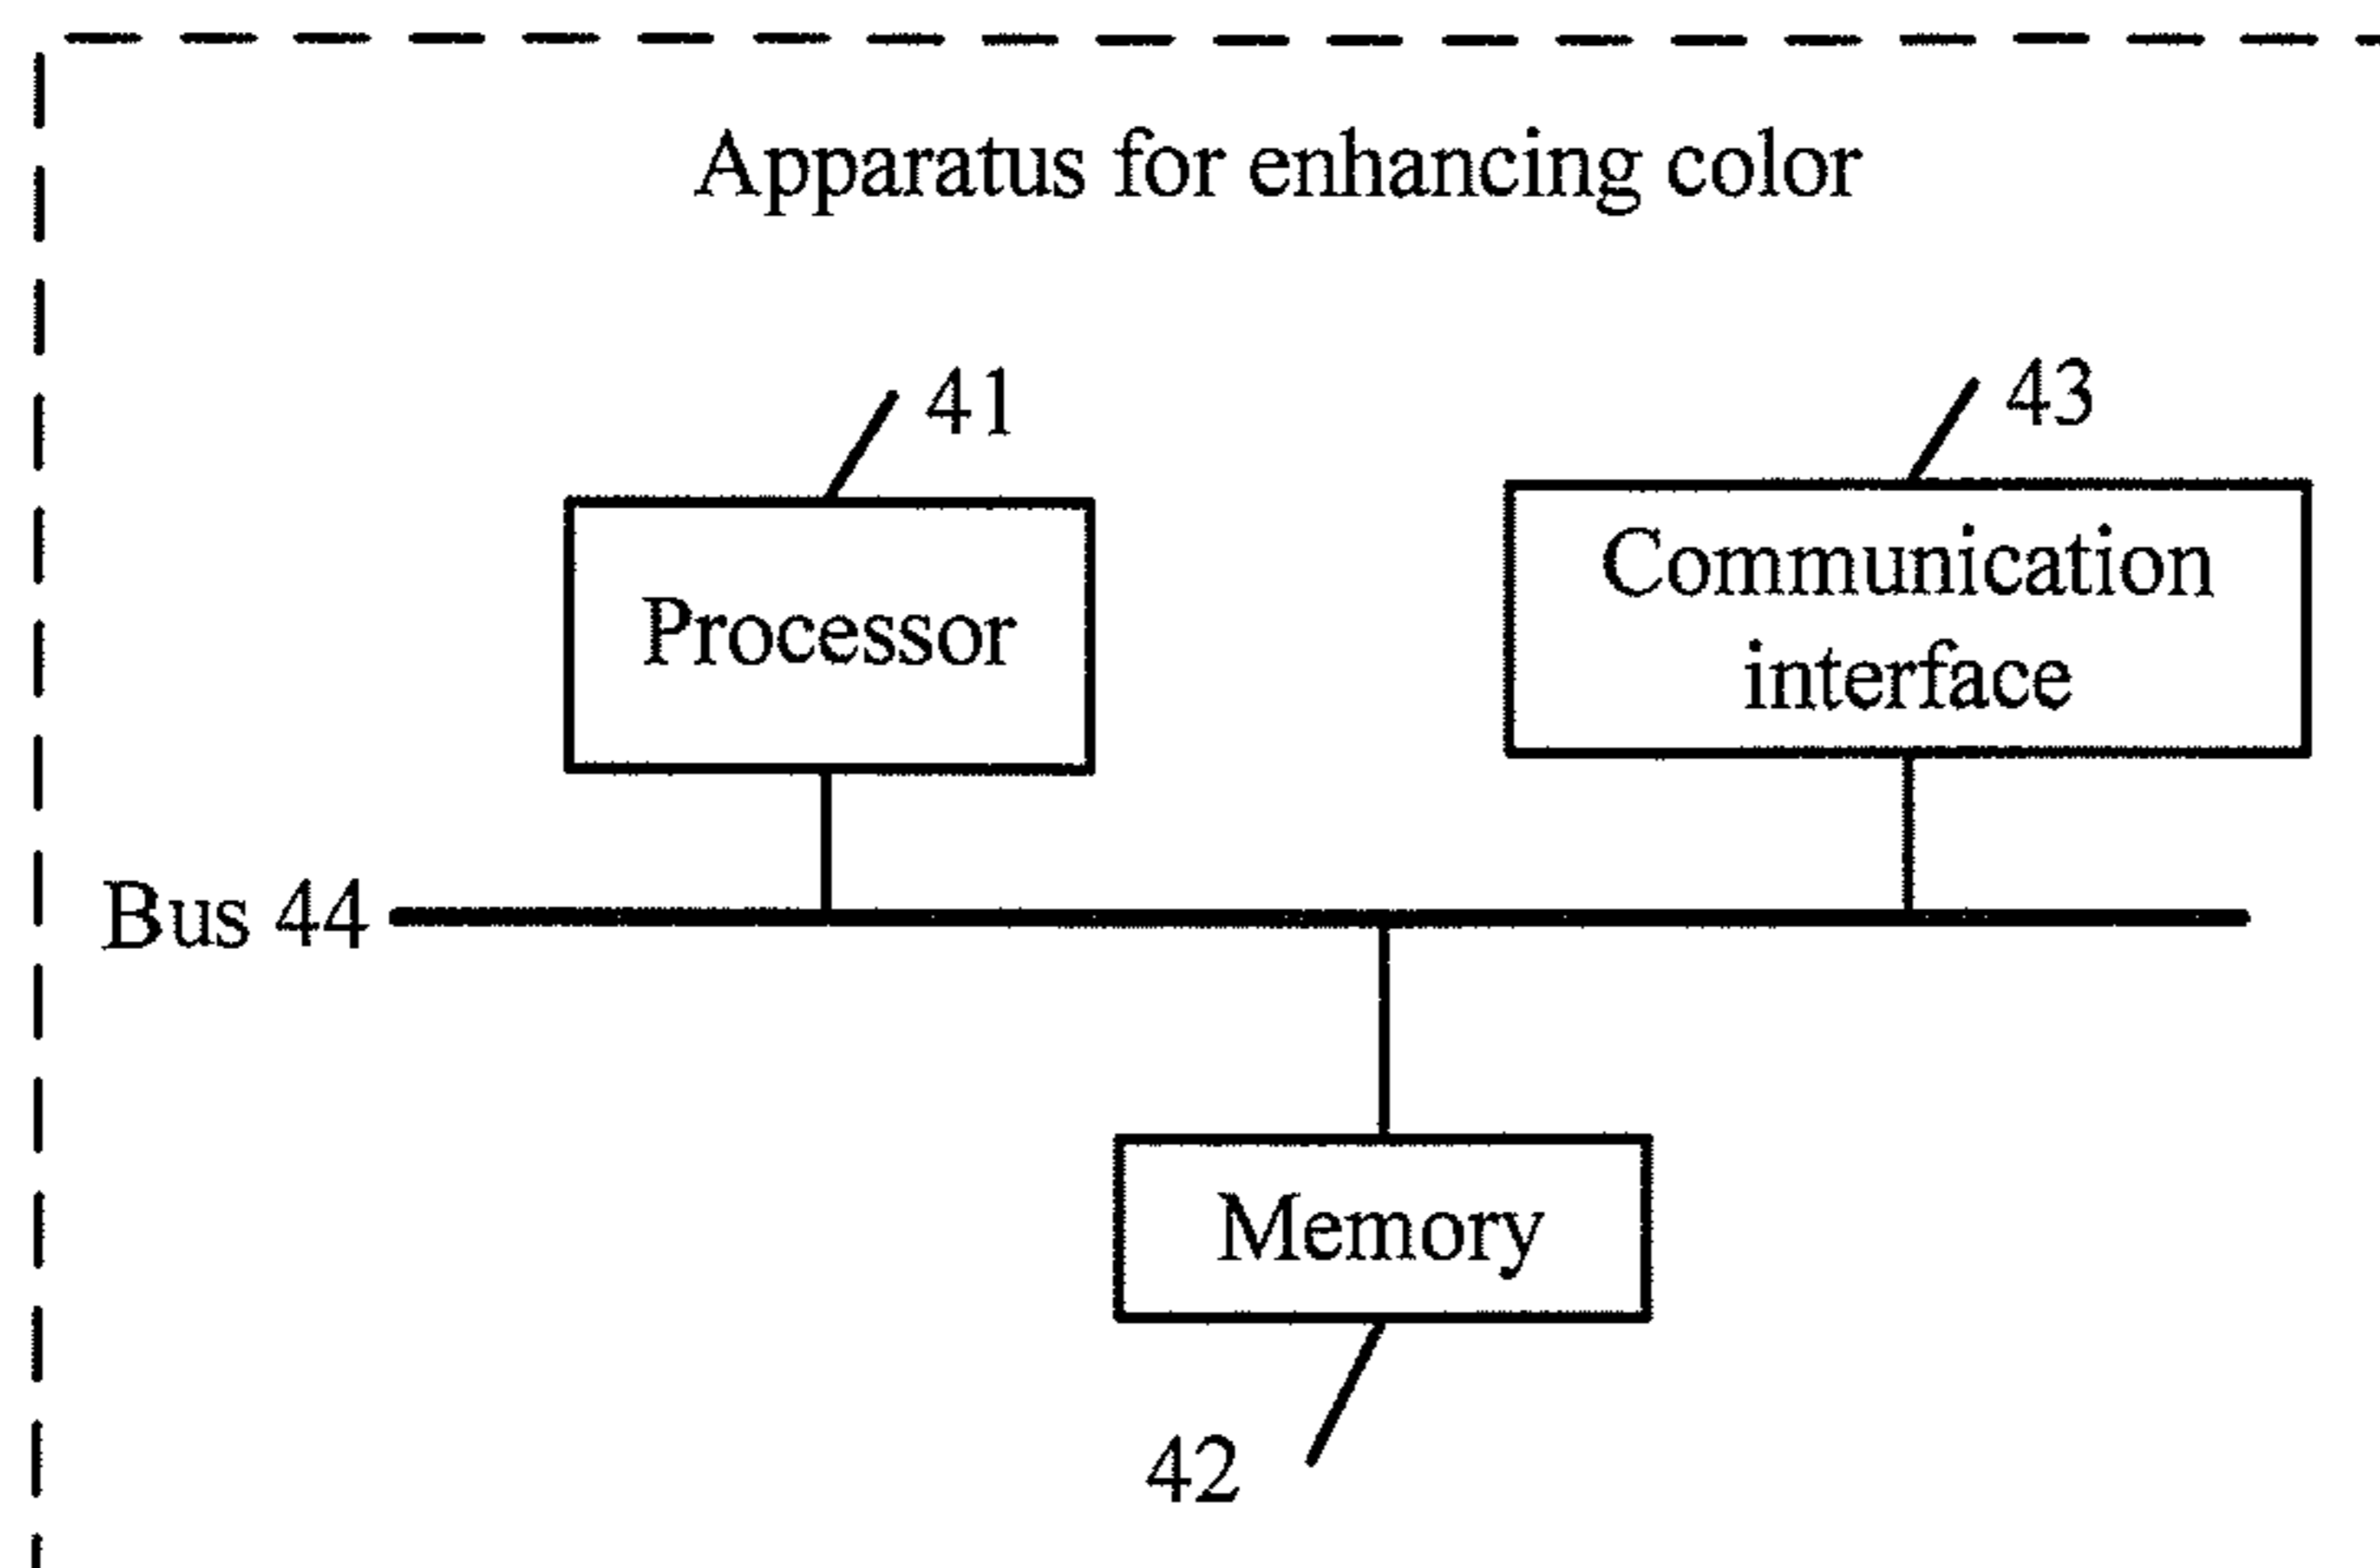 Apparatus for enhancing color
41
43
Processor
Communication
interface
Bus 44
Memory
42